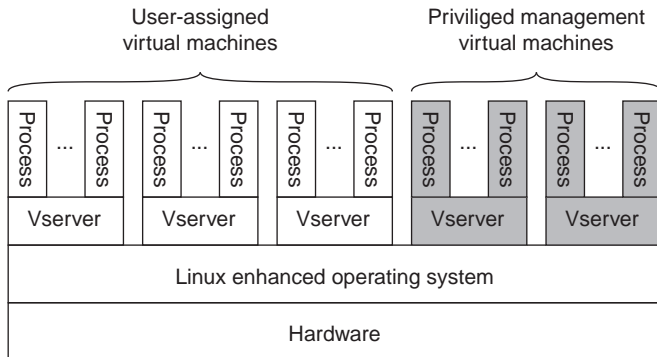 User-assigned
virtual machines
Priviliged management
virtual machines
Process ... Process Process ... Process Process ... Process Process ... Process Process ... Process
Vserver Vserver Vserver Vserver Vserver
Linux enhanced operating system
Hardware